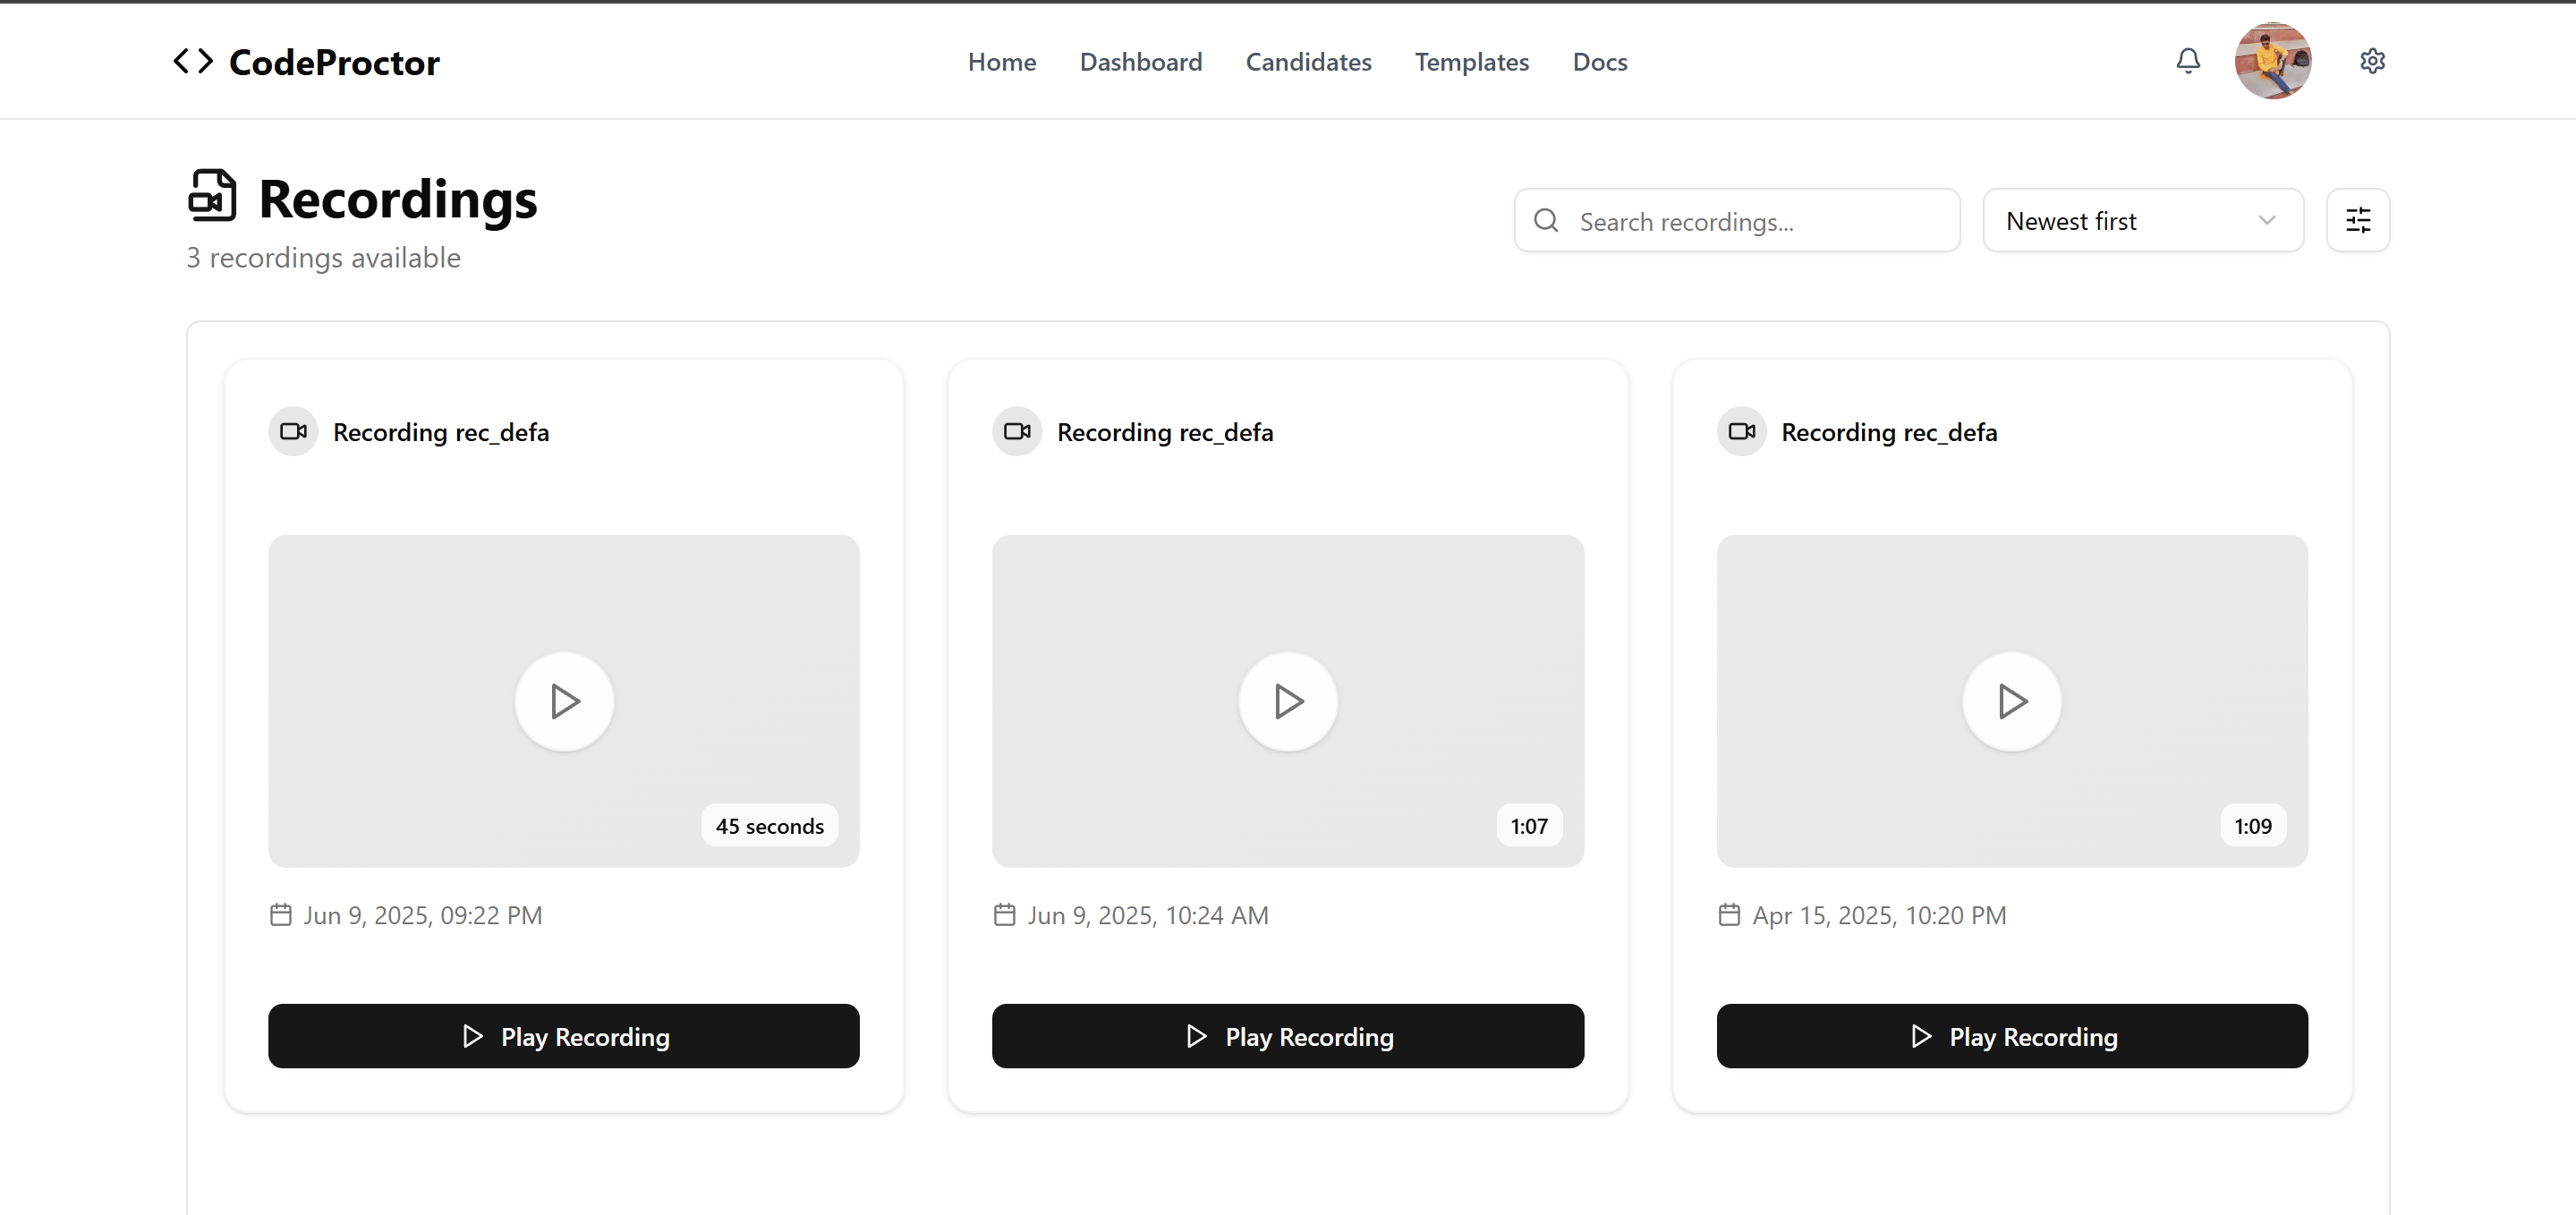 CodeProctor
Home Dashboard Candidates Templates Docs
Recordings
3 recordings available
Search recordings...
Newest first
Recording rec_defa
Recording rec_defa
Recording rec_defa
45 seconds
1:07
1:09
Jun 9, 2025, 09:22 PM
Jun 9, 2025, 10:24 AM
Apr 15, 2025, 10:20 PM
Play Recording
Play Recording
Play Recording